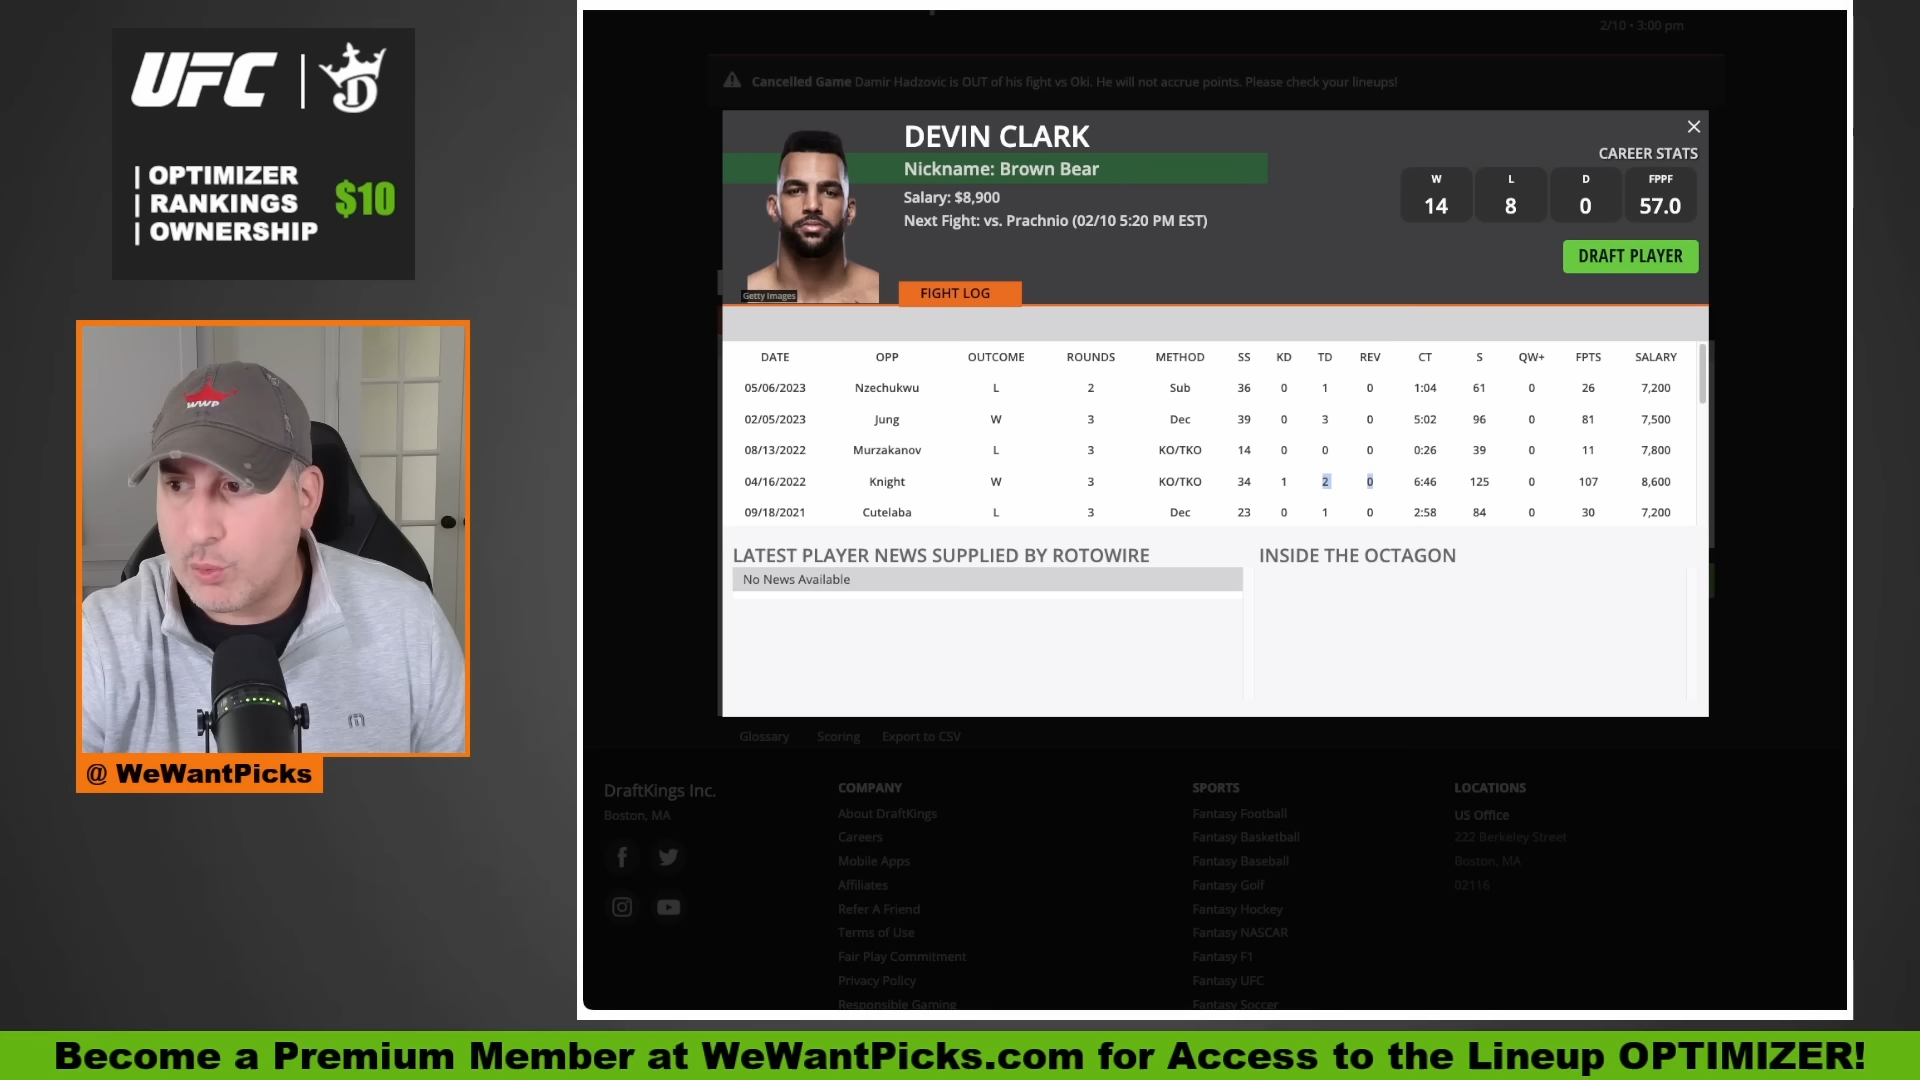 UFC
| OPTIMIZER
| RANKINGS
| OWNERSHIP
$10
WWP
@ WeWantPicks
2/10 • 3:00 pm
Cancelled Game Damir Hadzovic is OUT of his fight vs Oki. He will not accrue points. Please check your lineups!
DEVIN CLARK
Nickname: Brown Bear
Salary: $8,900
Next Fight: vs. Prachnio (02/10 5:20 PM EST)
Getty Images
CAREER STATS
W L D FPPF
14 8 0 57.0
DRAFT PLAYER
FIGHT LOG
DATE OPP OUTCOME ROUNDS METHOD SS KD TD REV CT S QW+ FPTS SALARY
05/06/2023 Nzechukwu L 2 Sub 36 0 1 0 1:04 61 0 26 7,200
02/05/2023 Jung W 3 Dec 39 0 3 0 5:02 96 0 81 7,500
08/13/2022 Murzakanov L 3 KO/TKO 14 0 0 0 0:26 39 0 11 7,800
04/16/2022 Knight W 3 KO/TKO 34 1 2 0 6:46 125 0 107 8,600
09/18/2021 Cutelaba L 3 Dec 23 0 1 0 2:58 84 0 30 7,200
LATEST PLAYER NEWS SUPPLIED BY ROTOWIRE
No News Available
INSIDE THE OCTAGON
Glossary Scoring Export to CSV
DraftKings Inc.
Boston, MA
COMPANY
About DraftKings
Careers
Mobile Apps
Affiliates
Refer A Friend
Terms of Use
Fair Play Commitment
Privacy Policy
Responsible Gaming
SPORTS
Fantasy Football
Fantasy Basketball
Fantasy Baseball
Fantasy Golf
Fantasy Hockey
Fantasy NASCAR
Fantasy F1
Fantasy UFC
Fantasy Soccer
LOCATIONS
US Office
222 Berkeley Street
Boston, MA
02116
Become a Premium Member at WeWantPicks.com for Access to the Lineup OPTIMIZER!